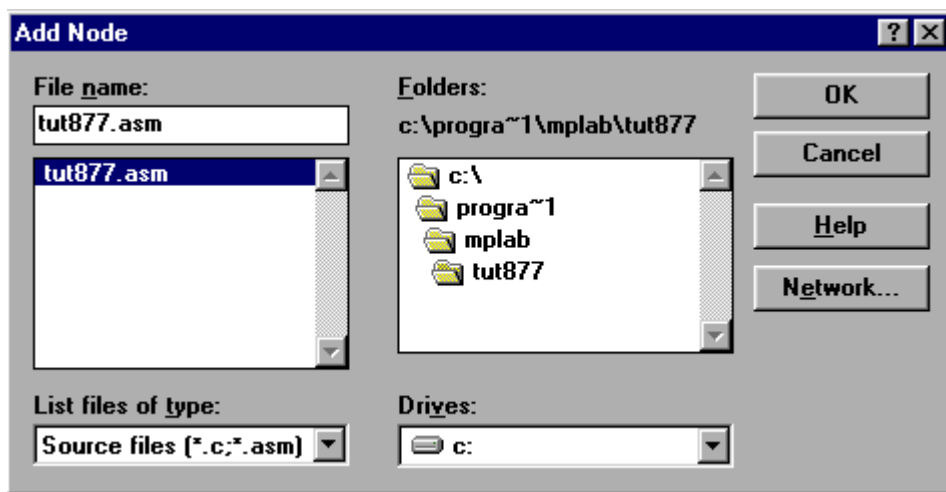 Add Node
File name:
tut877.asm
tut877.asm
List files of type:
Source files (*.c;*.asm)
Folders:
c:\progra~1\mplab\tut877
c:\
progra~1
mplab
tut877
Drives:
c:
OK
Cancel
Help
Network...